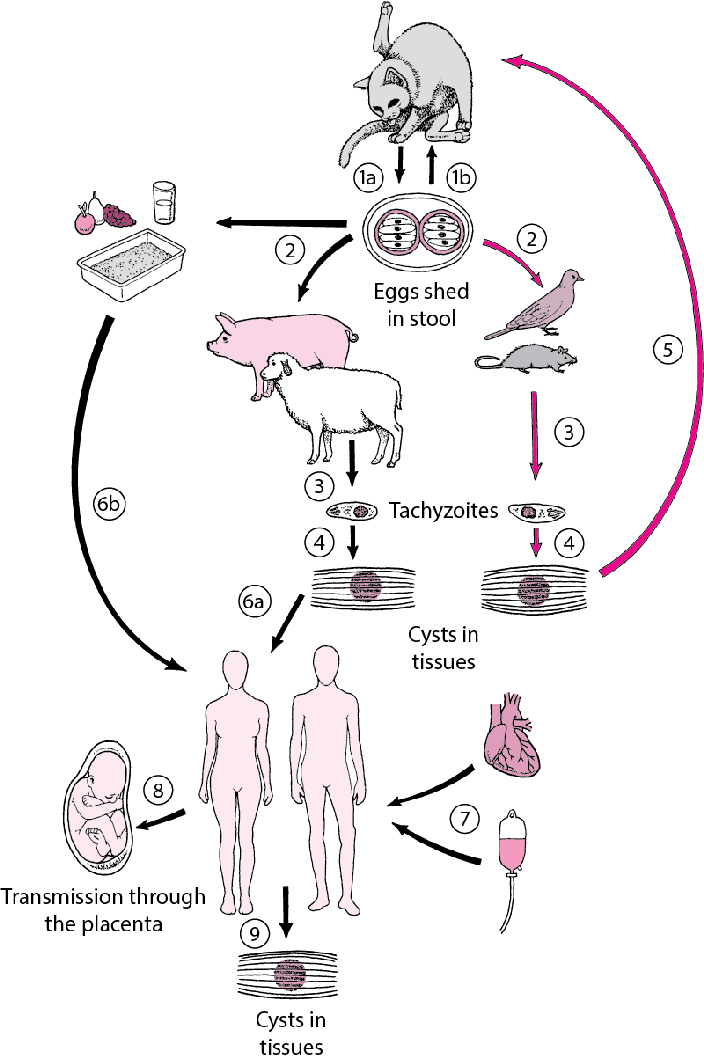 1a
1b
2
2
Eggs shed
in stool
5
3
6b
3
Tachyzoites
4
4
6a
Cysts in
tissues
8
7
Transmission through
the placenta
9
Cysts in
tissues